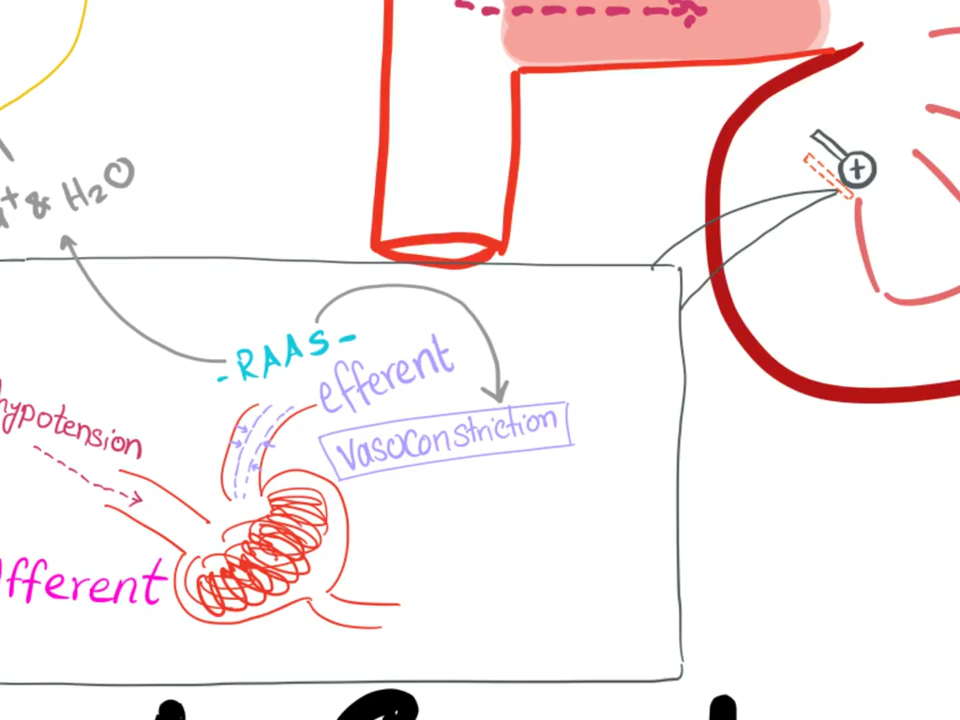 & H2O
-RAAS-
efferent
hypotension
vasoconstriction
fferent
+